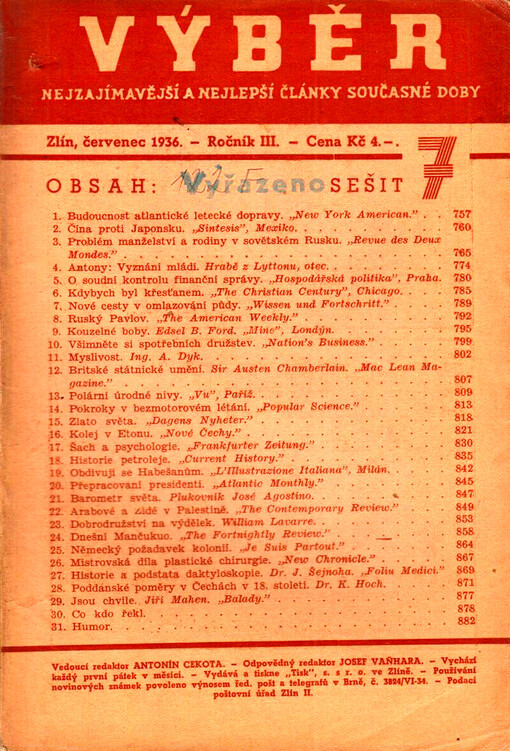 VÝBĚR
NEJZAJÍMAVĚJŠÍ A NEJLEPŠÍ ČLÁNKY SOUČASNÉ DOBY
Zlín, červenec 1936. – Ročník III. – Cena Kč 4.–.
OBSAH: Vyřazeno SEŠIT 7
1. Budoucnost atlantické letecké dopravy. „New York American." . . 757
2. Čína proti Japonsku. „Sintesis", Mexiko. . . . 760
3. Problém manželství a rodiny v sovětském Rusku. „Revue des Deux
Mondes." . . . 765
4. Antony: Vyznání mládí. Hrabě z Lyttonu, otec. . . . 774
5. O soudní kontrolu finanční správy. „Hospodářská politika", Praha. 780
6. Kdybych byl křesťanem. „The Christian Century", Chicago. . . 785
7. Nové cesty v omlazování půdy. „Wissen und Fortschritt." . . . 789
8. Ruský Pavlov. „The American Weekly." . . . 792
9. Kouzelné boby. Edsel B. Ford. „Mine", Londýn. . . . 795
10. Všimněte si spotřebních družstev. „Nation's Business." . . . 799
11. Myslivost. Ing. A. Dyk. . . . 802
12. Britské státnické umění. Sir Austen Chamberlain. „Mac Lean Ma-
gazine." . . . 807
13. Polární úrodné nivy. „Vu", Paříž. . . . 809
14. Pokroky v bezmotorovém létání. „Popular Science." . . . 813
15. Zlato světa. „Dagens Nyheter." . . . 818
16. Kolej v Etonu. „Nové Čechy." . . . 821
17. Šach a psychologie. „Frankfurter Zeitung." . . . 830
18. Historie petroleje. „Current History." . . . 835
19. Obdivuji se Habešanům. „L'Illustrazione Italiana", Milán. . . 842
20. Přepracovaní presidenti. „Atlantic Monthly." . . . 845
21. Barometr světa. Plukovník José Agostino. . . . 847
22. Arabové a židé v Palestině. „The Contemporary Review." . . 849
23. Dobrodružství na výdělek. William Lavarre. . . . 853
24. Dnešní Mančukuo. „The Fortnightly Review." . . . 858
25. Německý požadavek kolonií. „Je Suis Partout." . . . 864
26. Mistrovská díla plastické chirurgie. „New Chronicle." . . . 867
27. Historie a podstata daktyloskopie. Dr. J. Šejnoha. „Foliu Medici." 869
28. Poddánské poměry v Čechách v 18. století. Dr. K. Hoch. . . 871
29. Jsou chvíle. Jiří Mahen. „Balady." . . . 877
30. Co kdo řekl. . . . 878
31. Humor. . . . 882
Vedoucí redaktor ANTONÍN CEKOTA. – Odpovědný redaktor JOSEF VAŇHARA. – Vychází
každý první pátek v měsíci. – Vydává a tiskne „Tisk", s. s r. o. ve Zlíně. – Používání
novinových známek povoleno výnosem řed. pošt a telegrafů v Brně, č. 3824/VI-34. – Podací
poštovní úřad Zlín II.